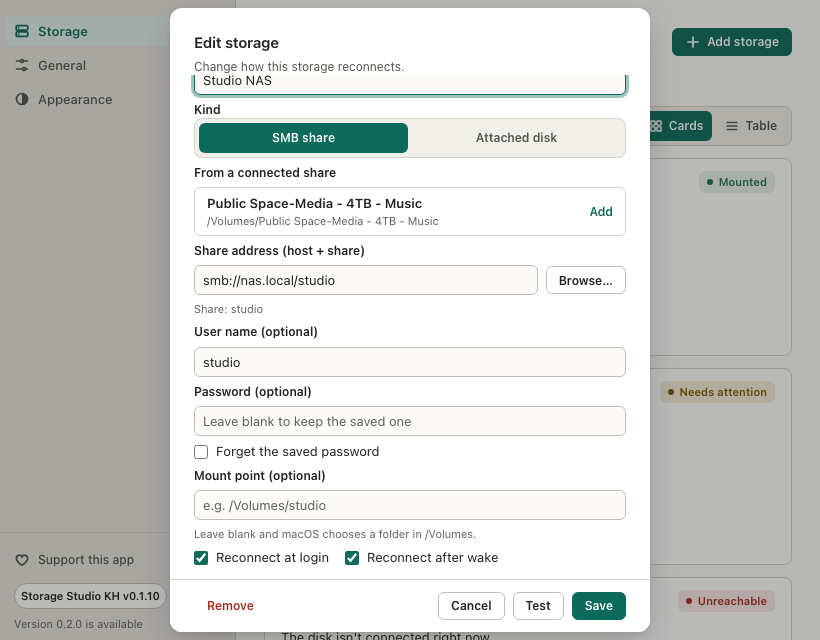 Storage
General
Appearance
Support this app
Storage Studio KH v0.1.10
Version 0.2.0 is available
Add storage
Cards
Table
Mounted
Needs attention
Unreachable
The disk isn't connected right now
Edit storage
Change how this storage reconnects.
Studio NAS
Kind
SMB share
Attached disk
From a connected share
Public Space-Media - 4TB - Music
/Volumes/Public Space-Media - 4TB - Music
Add
Share address (host + share)
smb://nas.local/studio
Browse...
Share: studio
User name (optional)
studio
Password (optional)
Leave blank to keep the saved one
Forget the saved password
Mount point (optional)
e.g. /Volumes/studio
Leave blank and macOS chooses a folder in /Volumes.
Reconnect at login
Reconnect after wake
Remove
Cancel
Test
Save